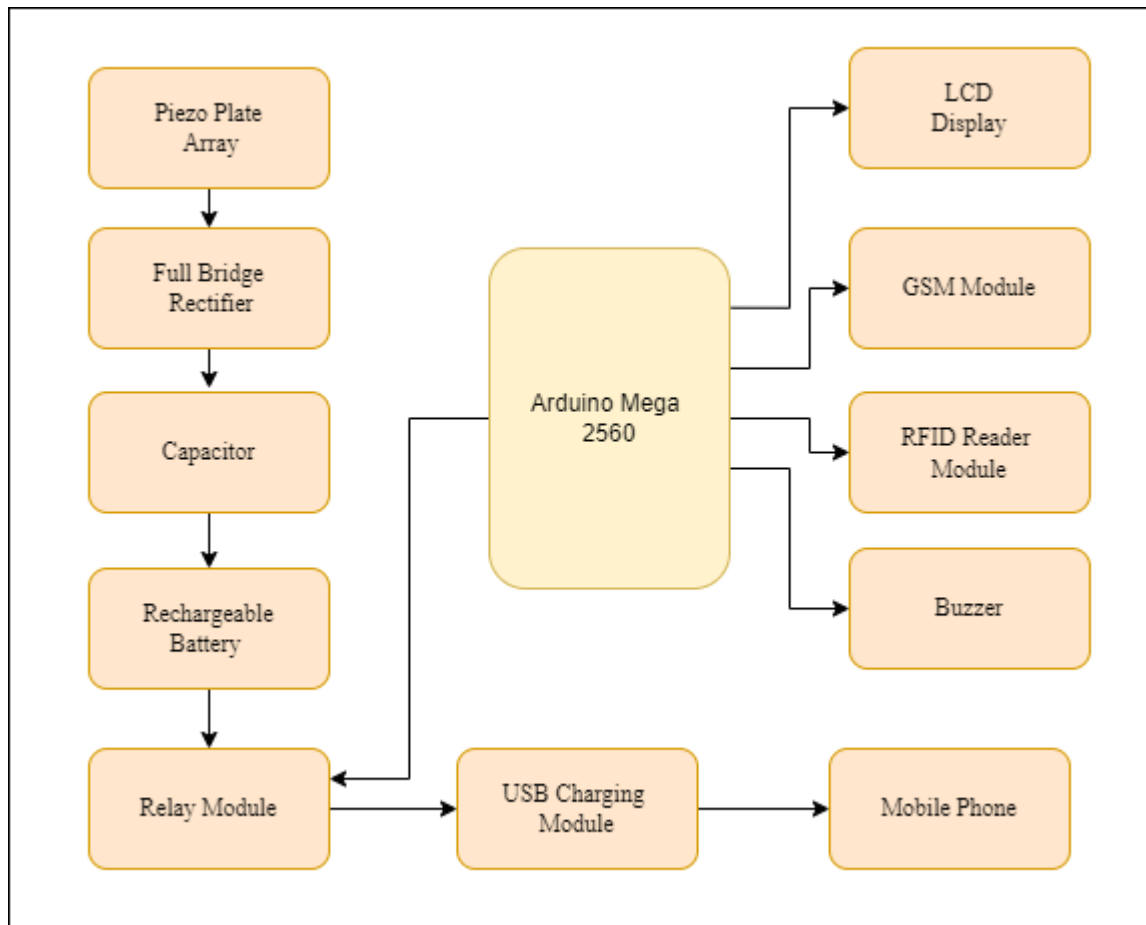 Piezo Plate
Array
Full Bridge
Rectifier
Capacitor
Rechargeable
Battery
Relay Module
USB Charging
Module
Mobile Phone
Arduino Mega
2560
LCD
Display
GSM Module
RFID Reader
Module
Buzzer